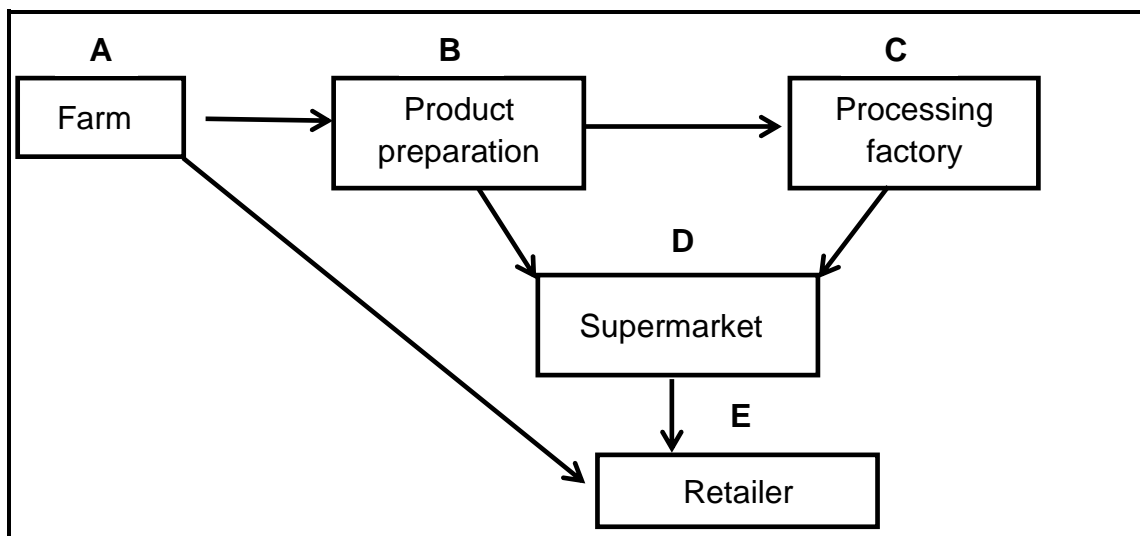 A
B
C
Farm
Product
preparation
Processing
factory
D
Supermarket
E
Retailer